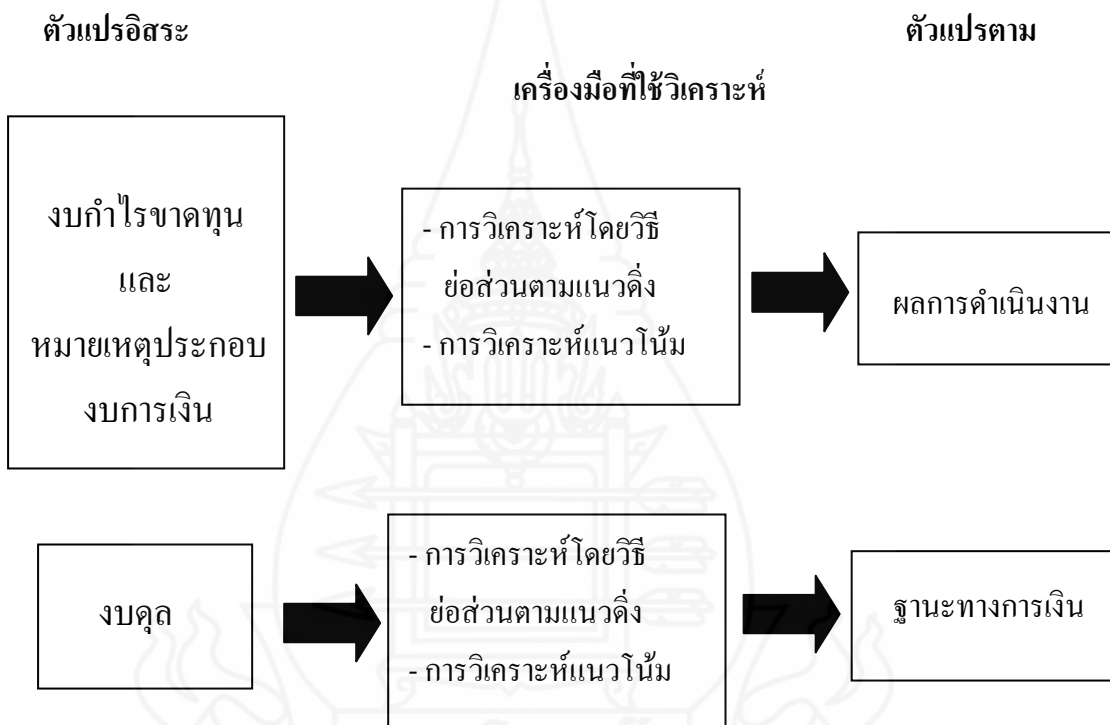 ตัวแปรอิสระ
ตัวแปรตาม
เครื่องมือที่ใช้วิเคราะห์
งบกำไรขาดทุน
และ
หมายเหตุประกอบ
งบการเงิน
- การวิเคราะห์โดยวิธี
ย่อส่วนตามแนวดิ่ง
- การวิเคราะห์แนวโน้ม
ผลการดำเนินงาน
งบดุล
- การวิเคราะห์โดยวิธี
ย่อส่วนตามแนวดิ่ง
- การวิเคราะห์แนวโน้ม
ฐานะทางการเงิน